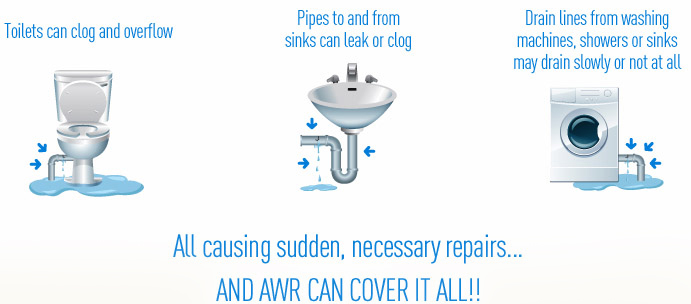 Toilets can clog and overflow
Pipes to and from
sinks can leak or clog
Drain lines from washing
machines, showers or sinks
may drain slowly or not at all
All causing sudden, necessary repairs...
AND AWR CAN COVER IT ALL!!